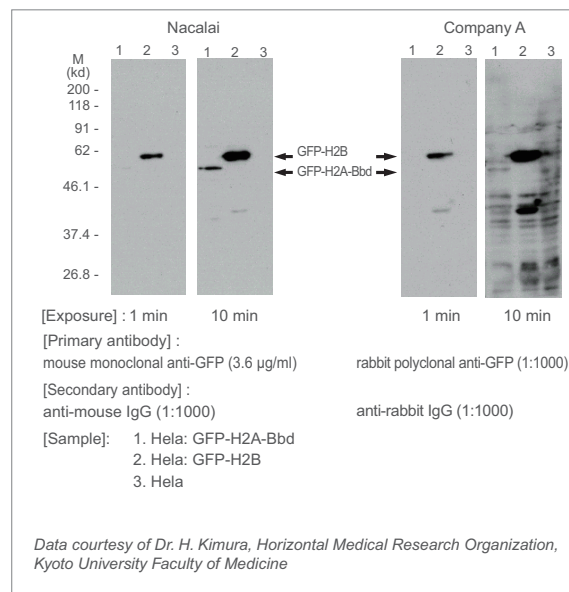 Nacalai
Company A
M
(kd)
1 2 3
1 2 3
1 2 3
1 2 3
200 -
118 -
91 -
62 -
46.1 -
37.4 -
26.8 -
GFP-H2B
GFP-H2A-Bbd
[Exposure] : 1 min 10 min 1 min 10 min
[Primary antibody] :
mouse monoclonal anti-GFP (3.6 µg/ml) rabbit polyclonal anti-GFP (1:1000)
[Secondary antibody] :
anti-mouse IgG (1:1000) anti-rabbit IgG (1:1000)
[Sample]: 1. Hela: GFP-H2A-Bbd
2. Hela: GFP-H2B
3. Hela
Data courtesy of Dr. H. Kimura, Horizontal Medical Research Organization,
Kyoto University Faculty of Medicine